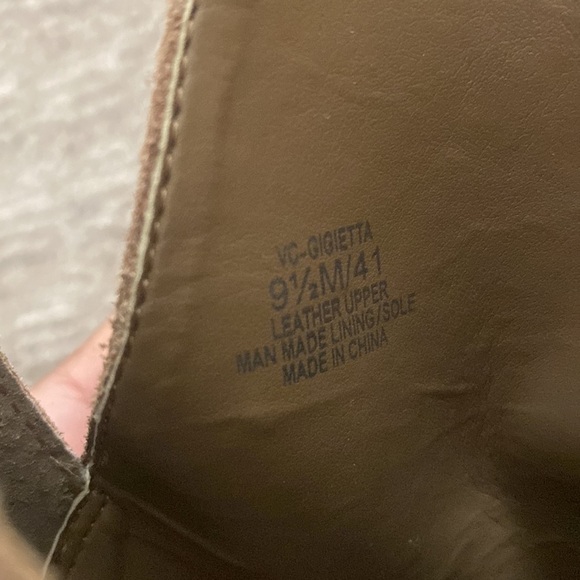 VC-GIGIETTA
9½M/41
LEATHER UPPER
MAN MADE LINING/SOLE
MADE IN CHINA